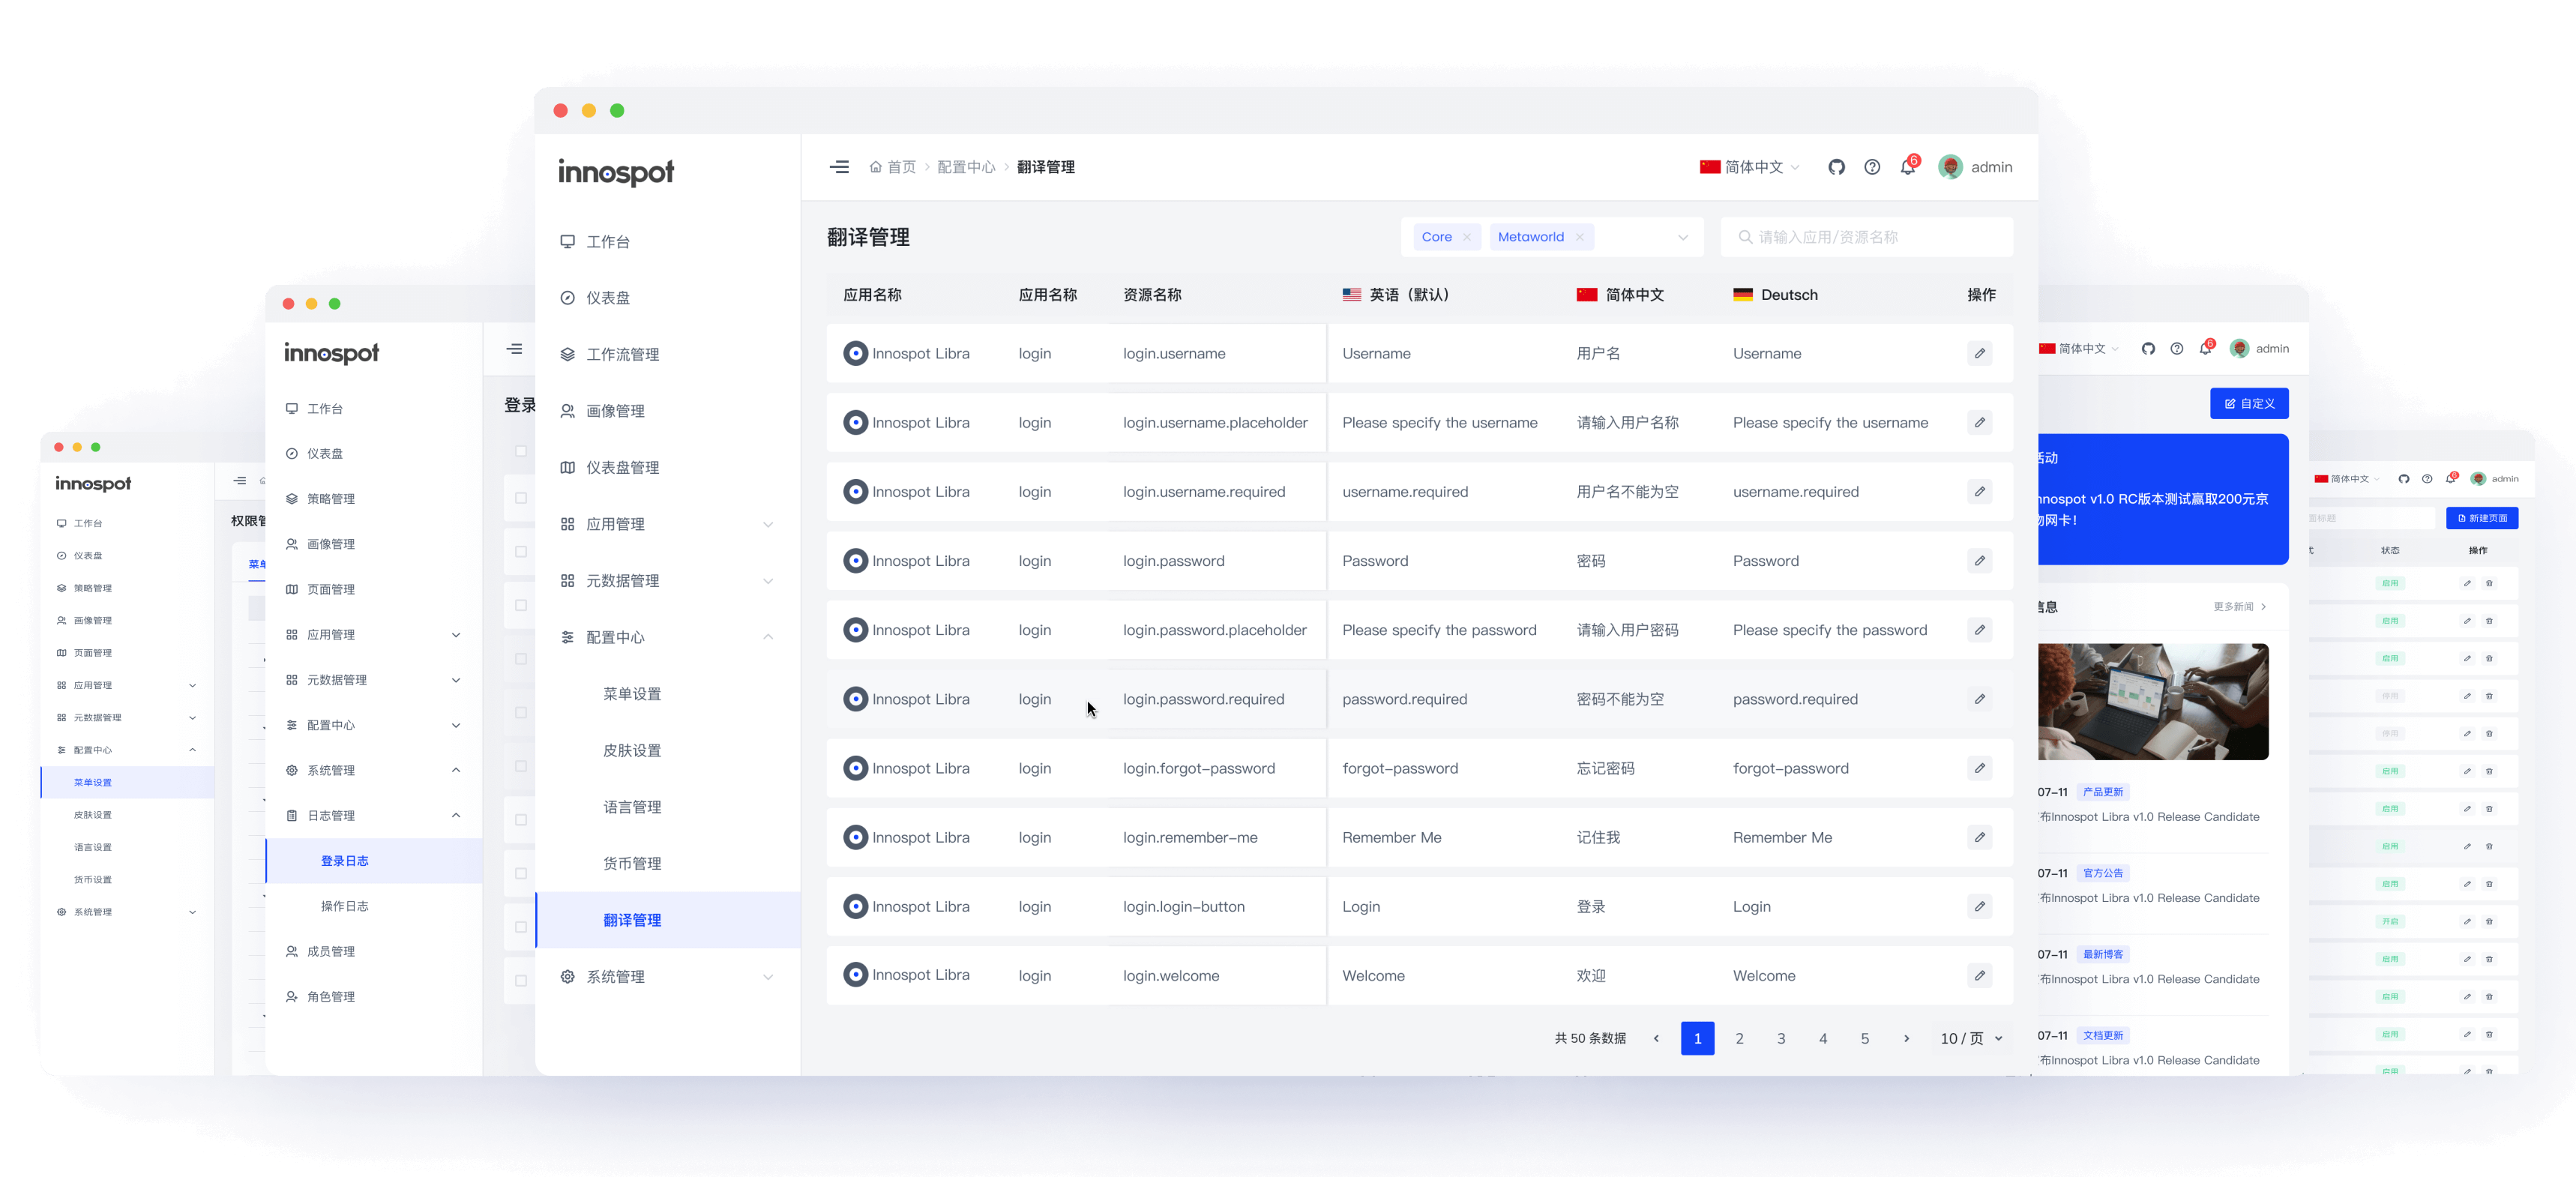 innospot
工作台
仪表盘
策略管理
画像管理
页面管理
应用管理
元数据管理
配置中心
菜单设置
皮肤设置
语言设置
货币设置
系统管理
权限管
菜单
innospot
工作台
仪表盘
策略管理
画像管理
页面管理
应用管理
元数据管理
配置中心
系统管理
日志管理
登录日志
操作日志
成员管理
角色管理
登录
innospot
工作台
仪表盘
工作流管理
画像管理
仪表盘管理
应用管理
元数据管理
配置中心
菜单设置
皮肤设置
语言管理
货币管理
翻译管理
系统管理
首页 > 配置中心 > 翻译管理
简体中文 6 admin
翻译管理 Core × Metaworld × 请输入应用/资源名称
应用名称 应用名称 资源名称 英语（默认） 简体中文 Deutsch 操作
Innospot Libra login login.username Username 用户名 Username
Innospot Libra login login.username.placeholder Please specify the username 请输入用户名称 Please specify the username
Innospot Libra login login.username.required username.required 用户名不能为空 username.required
Innospot Libra login login.password Password 密码 Password
Innospot Libra login login.password.placeholder Please specify the password 请输入用户密码 Please specify the password
Innospot Libra login login.password.required password.required 密码不能为空 password.required
Innospot Libra login login.forgot-password forgot-password 忘记密码 forgot-password
Innospot Libra login login.remember-me Remember Me 记住我 Remember Me
Innospot Libra login login.login-button Login 登录 Login
Innospot Libra login login.welcome Welcome 欢迎 Welcome
共 50 条数据 < 1 2 3 4 5 > 10 / 页
简体中文 6 admin
自定义
活动
nnospot v1.0 RC版本测试赢取200元京
物网卡！
信息 更多新闻 >
07-11 产品更新
布Innospot Libra v1.0 Release Candidate
07-11 官方公告
布Innospot Libra v1.0 Release Candidate
07-11 最新博客
布Innospot Libra v1.0 Release Candidate
07-11 文档更新
布Innospot Libra v1.0 Release Candidate
简体中文 6 admin
面标题 新建页面
状态 操作
启用
启用
启用
停用
停用
启用
启用
启用
启用
开启
启用
启用
启用
启用